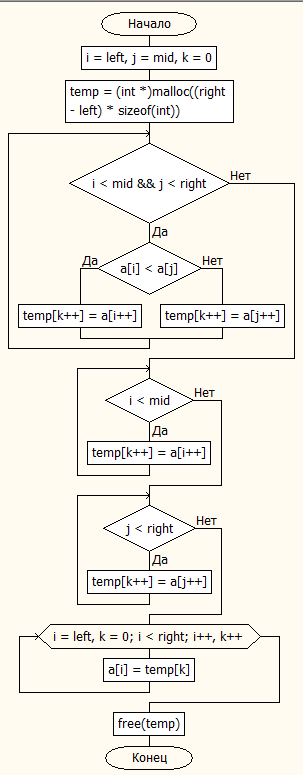 Начало
i = left, j = mid, k = 0
temp = (int *)malloc((right
- left) * sizeof(int))
i < mid && j < right
Нет
Да
Да
a[i] < a[j]
Нет
temp[k++] = a[i++]
temp[k++] = a[j++]
i < mid
Нет
Да
temp[k++] = a[i++]
j < right
Нет
Да
temp[k++] = a[j++]
i = left, k = 0; i < right; i++, k++
a[i] = temp[k]
free(temp)
Конец